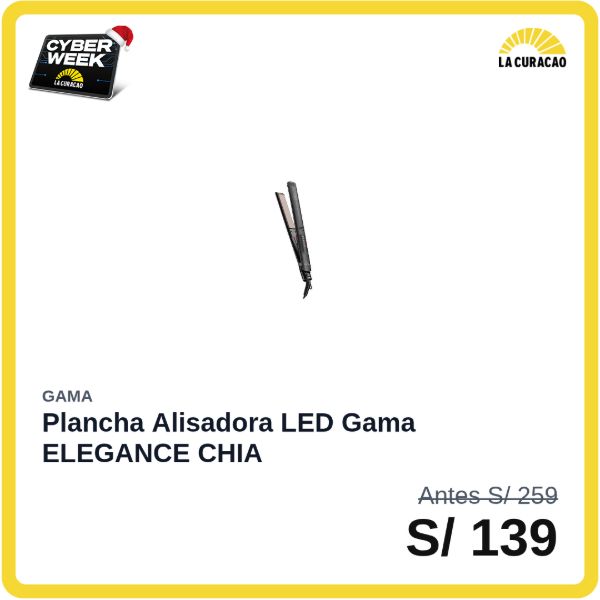 CYBER
WEEK
LA CURACAO
LA CURACAO
GAMA
Plancha Alisadora LED Gama
ELEGANCE CHIA
Antes S/ 259
S/ 139